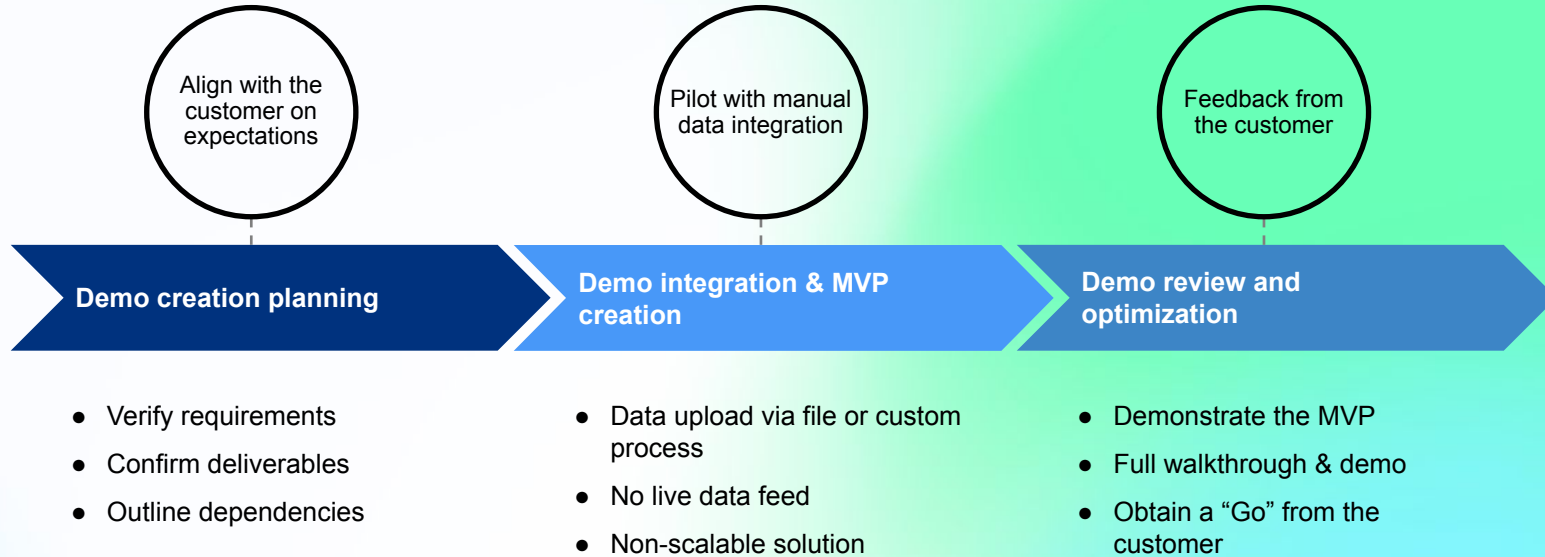 Align with the
customer on
expectations
Pilot with manual
data integration
Feedback from
the customer
Demo creation planning
Demo integration & MVP
creation
Demo review and
optimization
● Verify requirements
● Confirm deliverables
● Outline dependencies
● Data upload via file or custom
process
● No live data feed
● Non-scalable solution
● Demonstrate the MVP
● Full walkthrough & demo
● Obtain a “Go” from the
customer